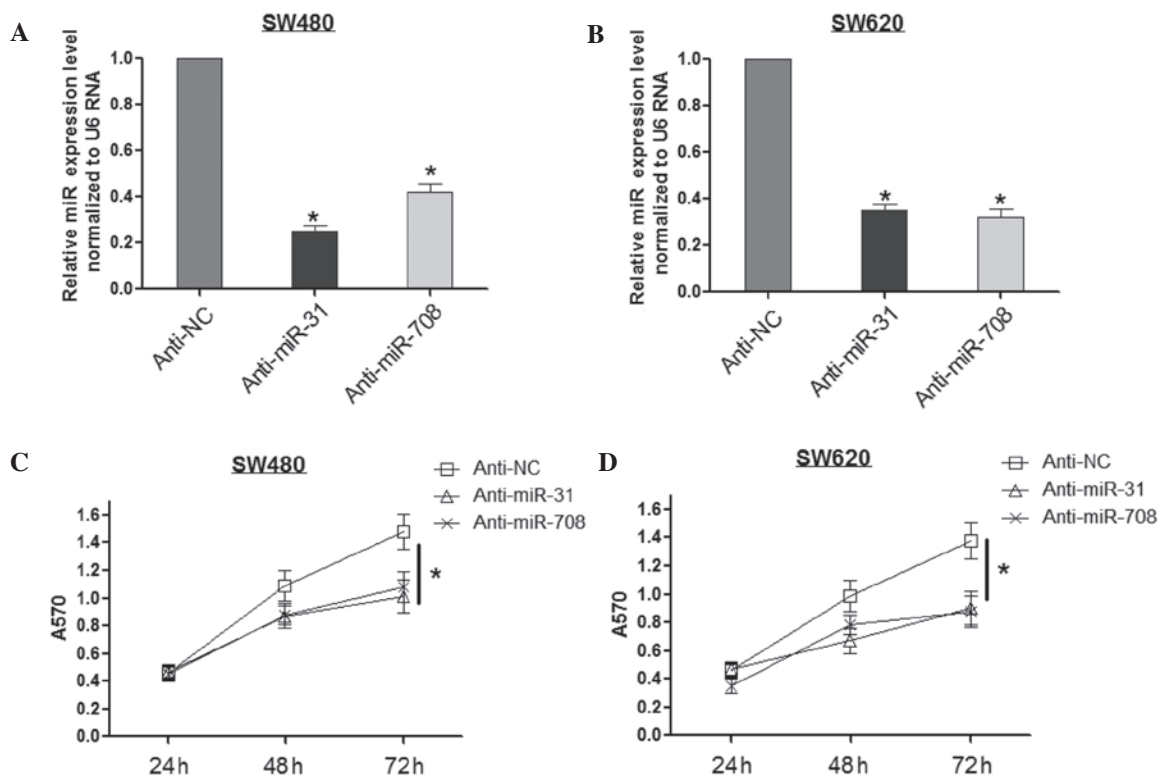 A
SW480
Relative miR expression level
normalized to U6 RNA
1.0
0.8
0.6
0.4
0.2
0.0
*
*
Anti-NC
Anti-miR-31
Anti-miR-708
B
SW620
Relative miR expression level
normalized to U6 RNA
1.0
0.8
0.6
0.4
0.2
0.0
*
*
Anti-NC
Anti-miR-31
Anti-miR-708
C
SW480
Anti-NC
Anti-miR-31
Anti-miR-708
A570
1.6
1.4
1.2
1.0
0.8
0.6
0.4
0.2
0.0
*
24h
48h
72h
D
SW620
Anti-NC
Anti-miR-31
Anti-miR-708
A570
1.6
1.4
1.2
1.0
0.8
0.6
0.4
0.2
0.0
*
24h
48h
72h